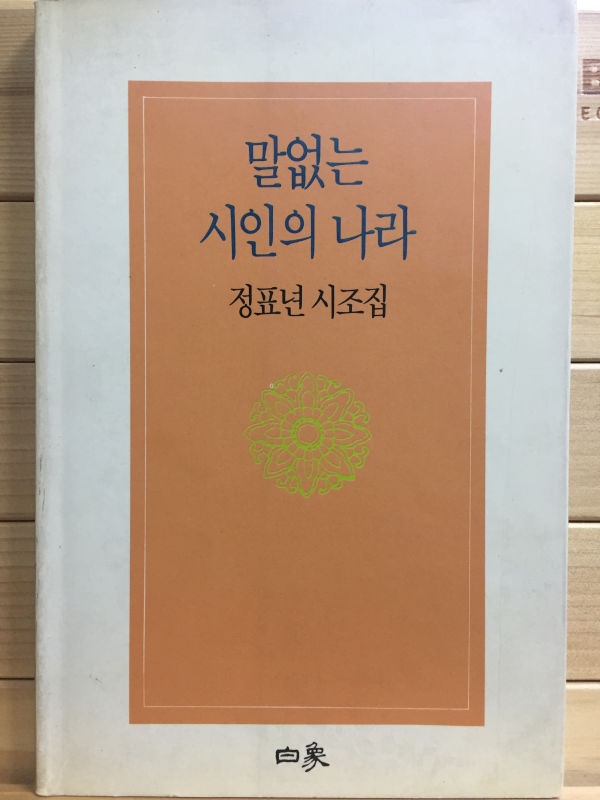 말없는
시인의 나라
정표년 시조집
白象